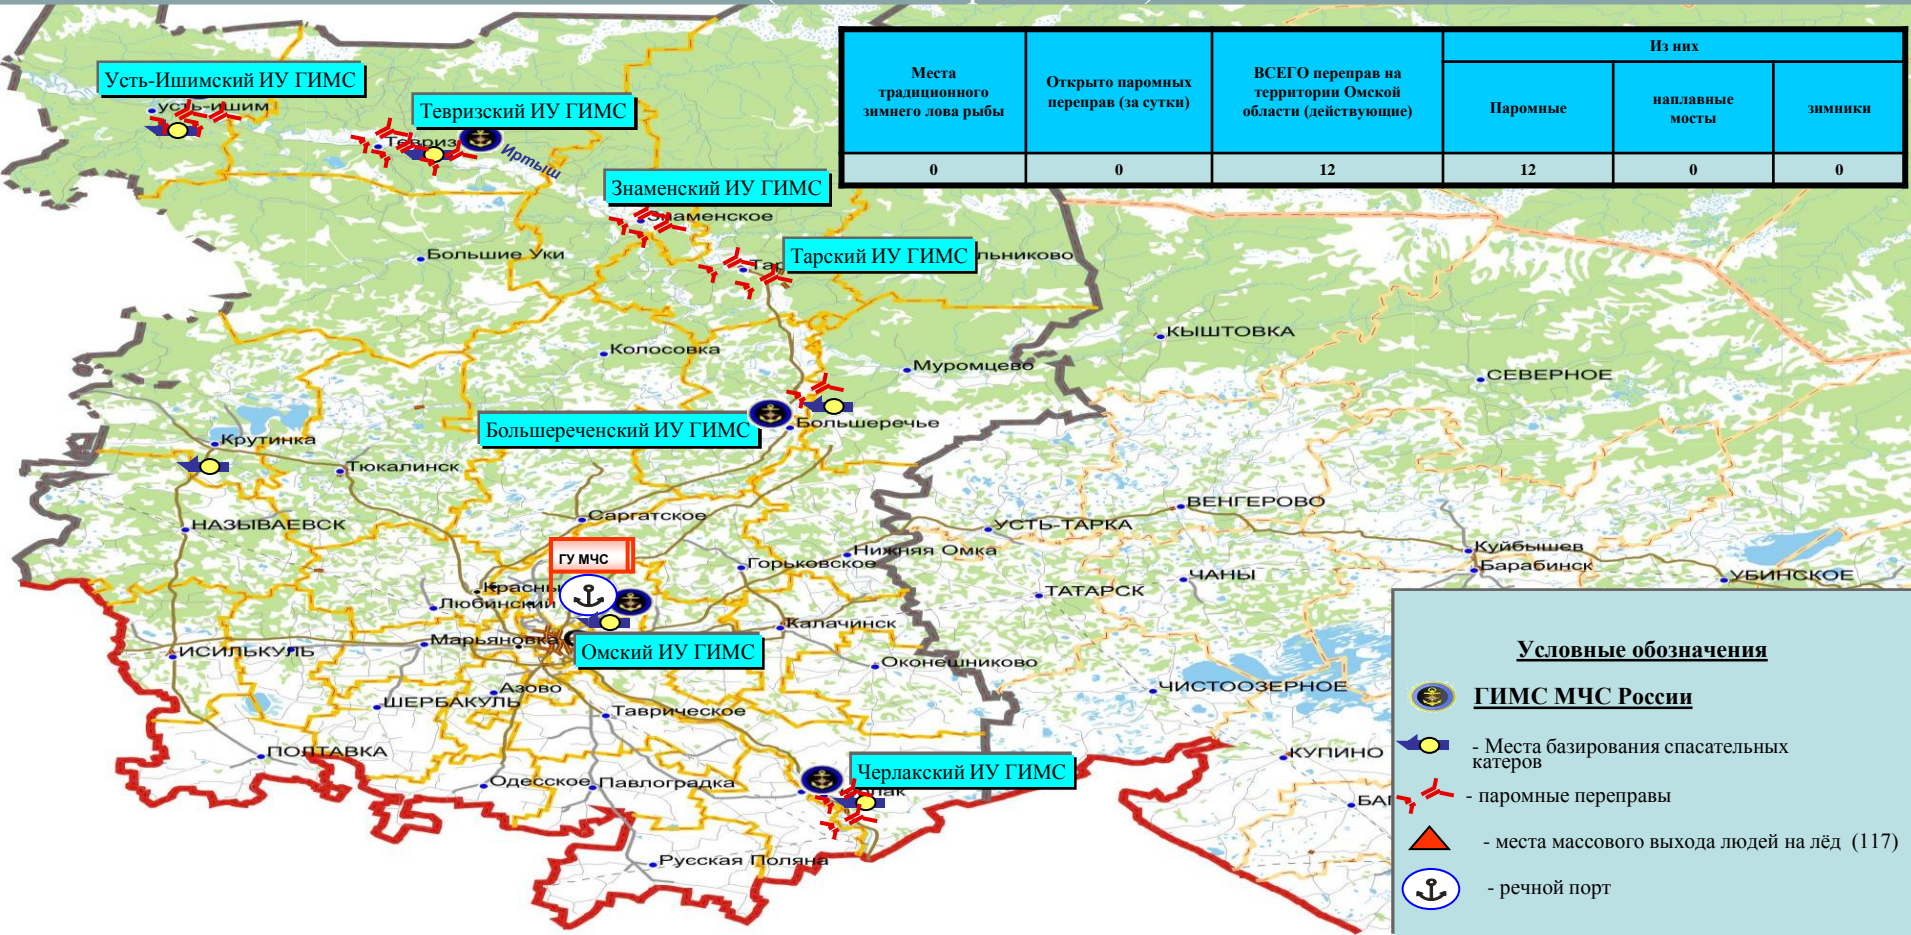 Места
традиционного
зимнего лова рыбы
Открыто паромных
переправ (за сутки)
ВСЕГО переправ на
территории Омской
области (действующие)
Из них
Паромные
наплавные
мосты
зимники
0
0
12
12
0
0
Усть-Ишимский ИУ ГИМС
усть-ишим
Тевризский ИУ ГИМС
Тевриз
Иртыш
Знаменский ИУ ГИМС
Знаменское
Тарский ИУ ГИМС
Большие Уки
КЫШТОВКА
Колосовка
Муромцево
СЕВЕРНОЕ
Большереченский ИУ ГИМС
Большеречье
Крутинка
Тюкалинск
ВЕНГЕРОВО
Саргатское
НАЗЫВАЕВСК
УСТЬ-ТАРКА
ГУ МЧС
Нижняя Омка
Куйбышев
Горьковское
Барабинск
ЧАНЫ
УБИНСКОЕ
Красны
Любинский
ТАТАРСК
Калачинск
Марьяновка
ИСИЛЬКУЛЬ
Омский ИУ ГИМС
Оконешниково
Азово
ЧИСТООЗЕРНОЕ
ШЕРБАКУЛЬ
Таврическое
ПОЛТАВКА
КУПИНО
Одесское
Павлоградка
Черлакский ИУ ГИМС
лак
БАГ
Русская Поляна
Условные обозначения
ГИМС МЧС России
- Места базирования спасательных
катеров
- паромные переправы
- места массового выхода людей на лёд (117)
- речной порт